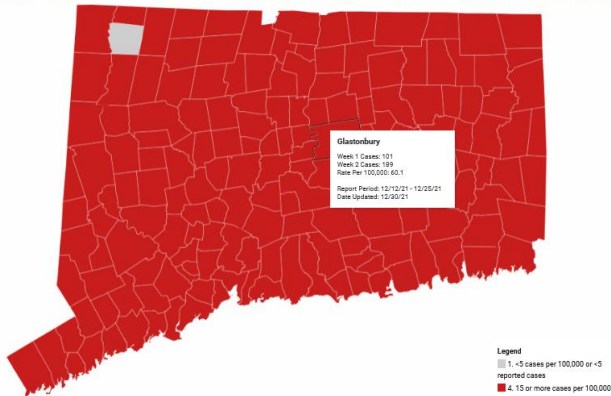 Glastonbury
Week 1 Cases: 101
Week 2 Cases: 189
Rate Per 100,000: 60.1
Report Period: 12/12/21 - 12/25/21
Date Updated: 12/30/21
Legend
1. <5 cases per 100,000 or <5
reported cases
4. 15 or more cases per 100,000